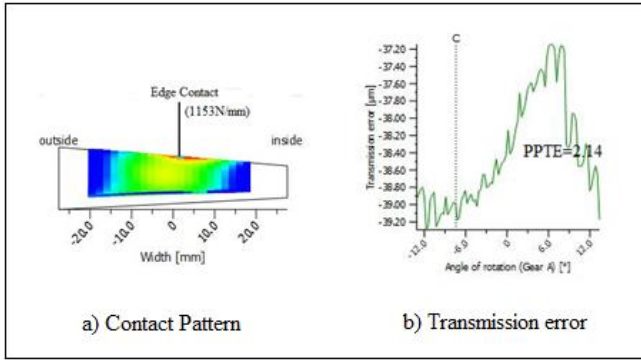 Edge Contact
(1153N/mm)
outside
inside
-20.0
-10.0
0
10.0
20.0
Width [mm]
a) Contact Pattern
C
-37.20
-37.40
-37.60
-37.80
-38.00
-38.20
-38.40
-38.60
-38.80
-39.00
-39.20
Transmission error [µm]
PPTE=2.14
-12.0
-6.0
0
6.0
12.0
Angle of rotation (Gear A) [°]
b) Transmission error